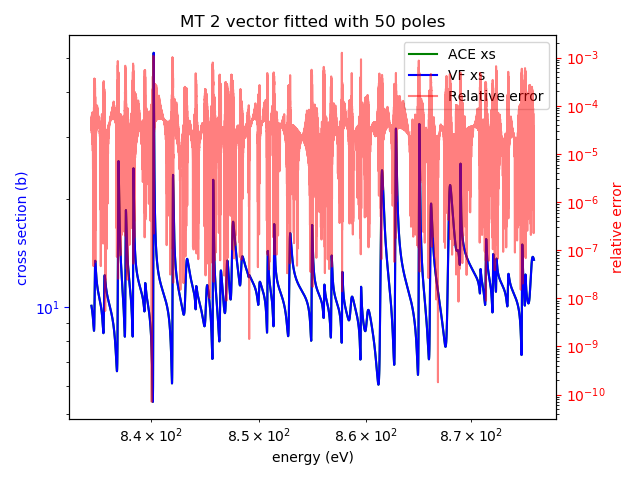 MT 2 vector fitted with 50 poles
ACE xs
VF xs
Relative error
cross section (b)
10¹
10⁻³
10⁻⁴
10⁻⁵
10⁻⁶
10⁻⁷
10⁻⁸
10⁻⁹
10⁻¹⁰
relative error
8.4 × 10² 8.5 × 10² 8.6 × 10² 8.7 × 10²
energy (eV)